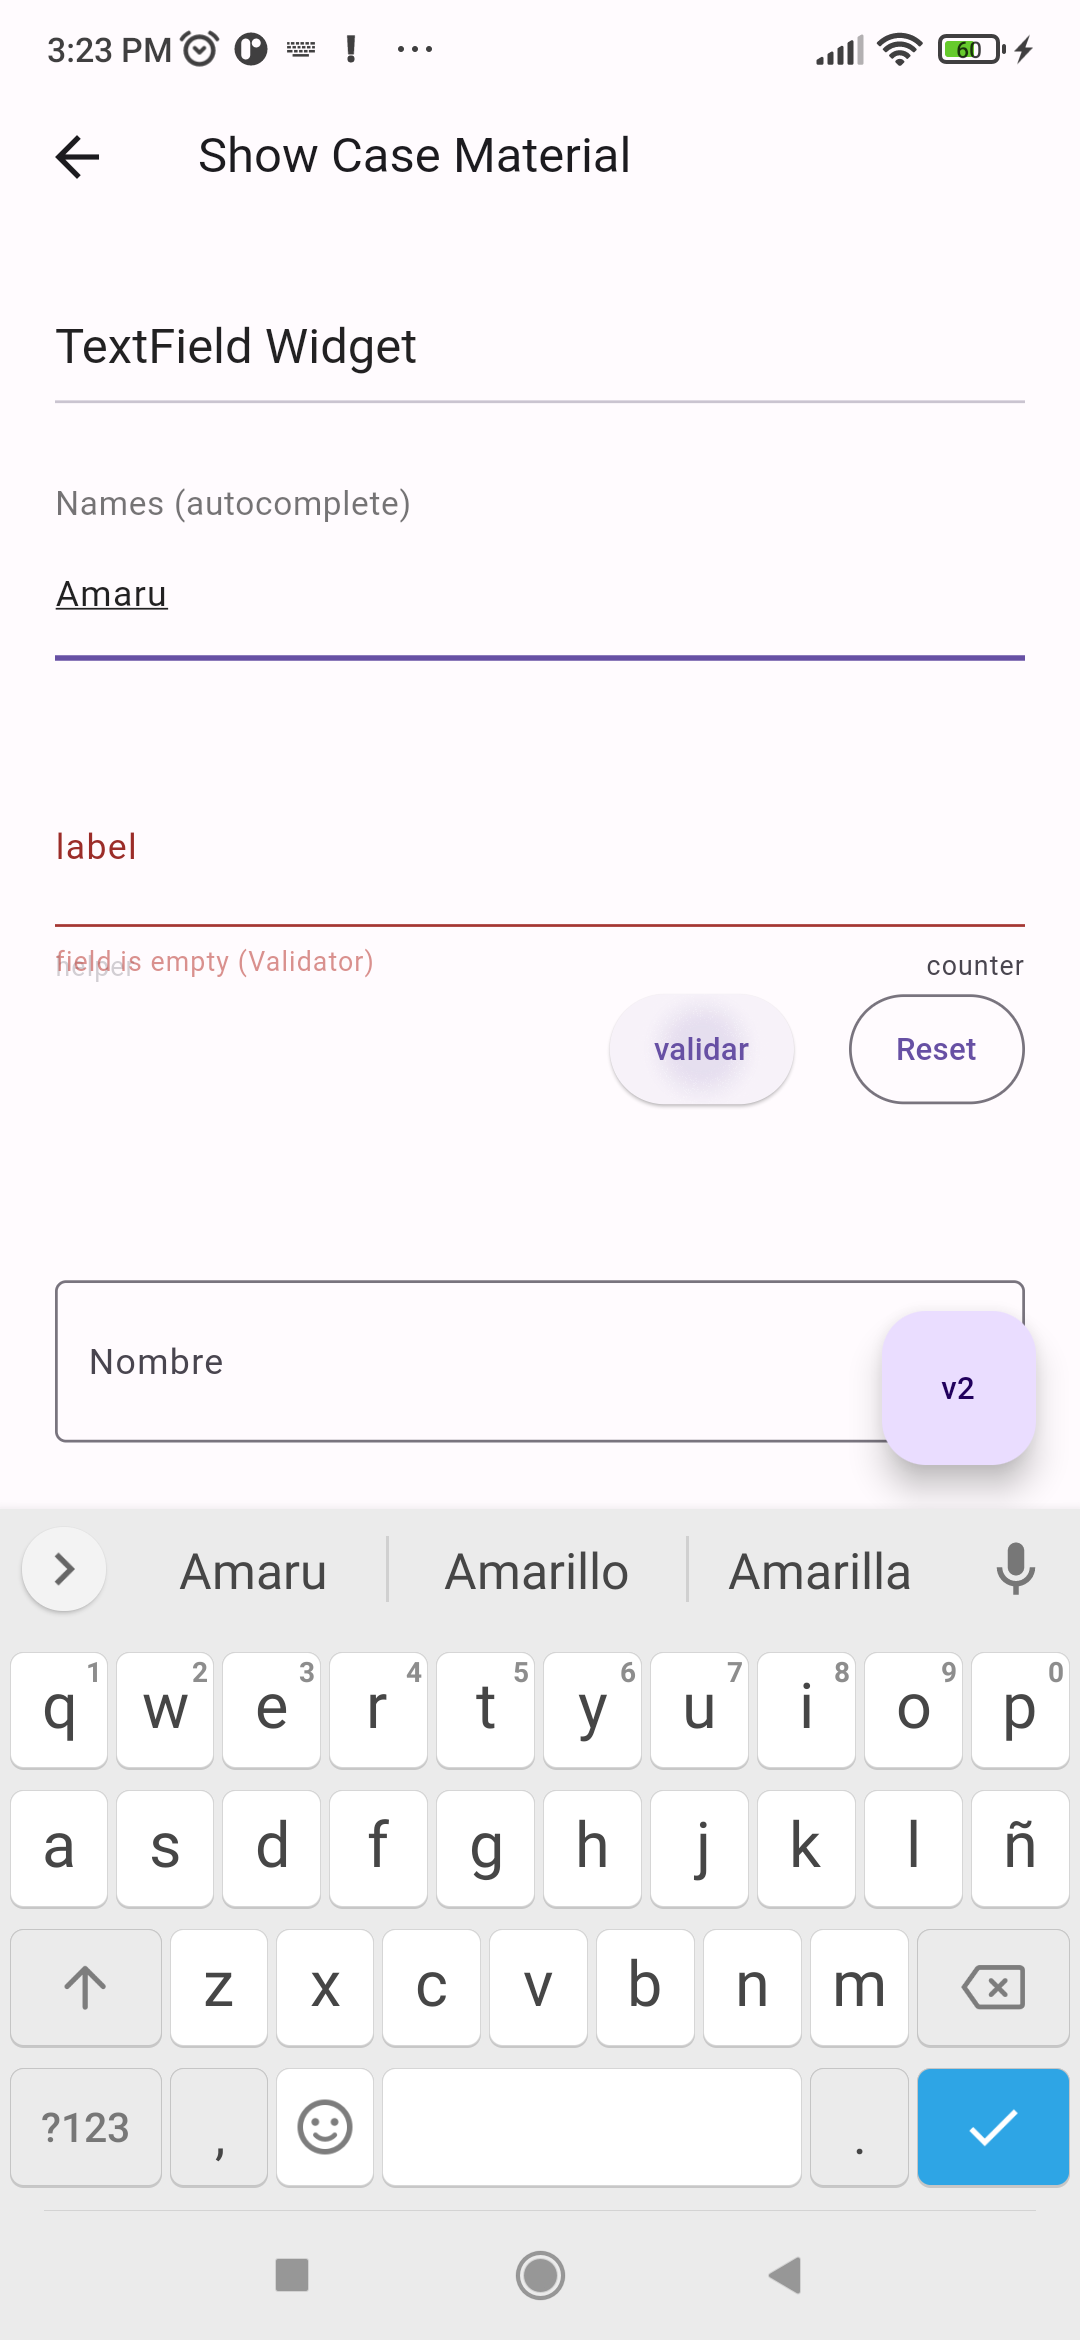 3:23 PM
60
Show Case Material
TextField Widget
Names (autocomplete)
Amaru
label
field is empty (Validator)
helper
counter
validar
Reset
Nombre
v2
Amaru Amarillo Amarilla
1 2 3 4 5 6 7 8 9 0
q w e r t y u i o p
a s d f g h j k l ñ
z x c v b n m
?123 , .